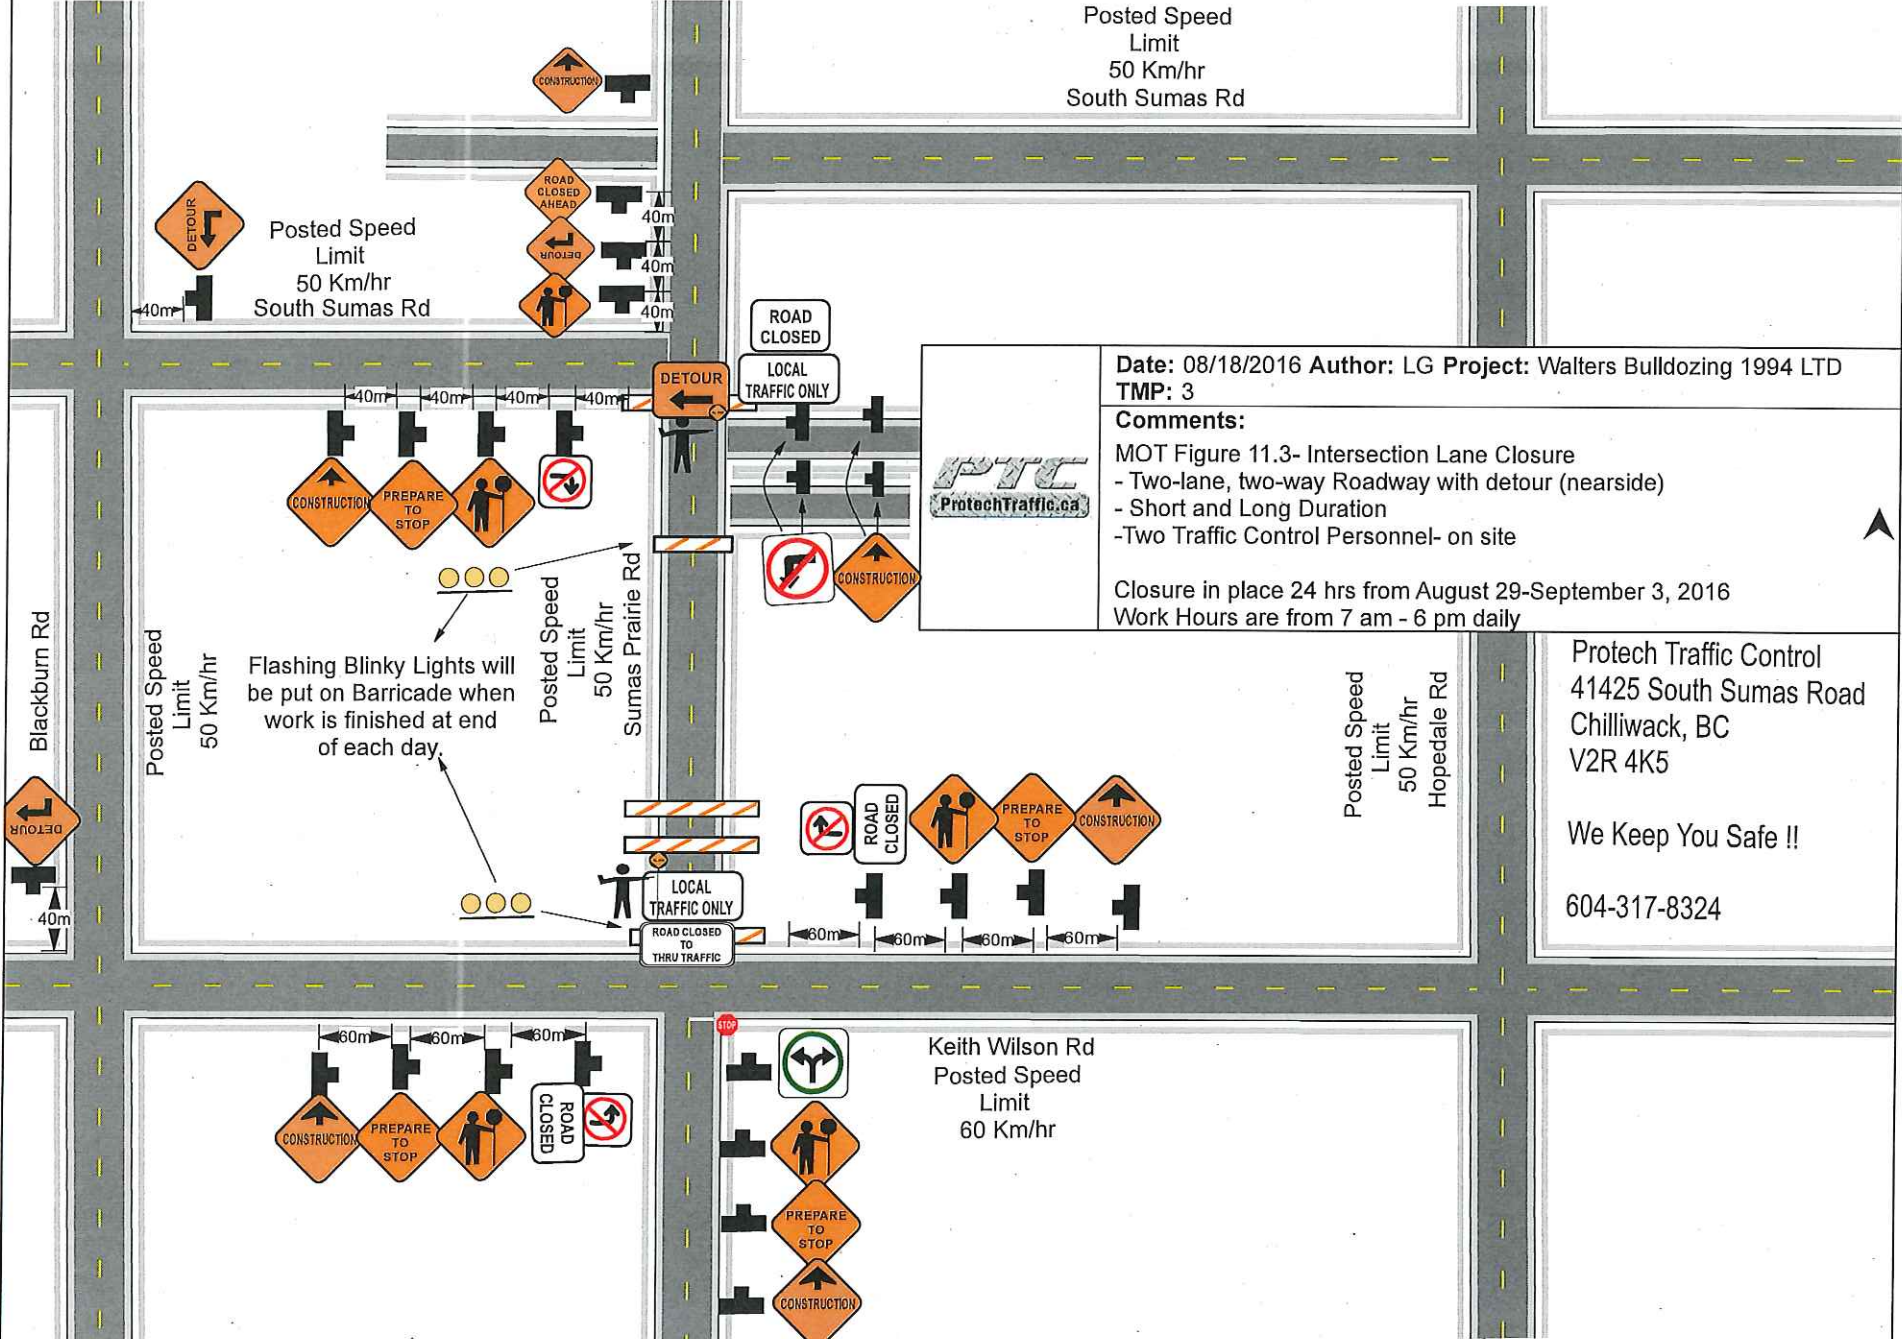 Posted Speed
Limit
50 Km/hr
South Sumas Rd
CONSTRUCTION
ROAD
CLOSED
AHEAD
40m
DETOUR
40m
40m
DETOUR
Posted Speed
Limit
50 Km/hr
South Sumas Rd
40m
ROAD
CLOSED
LOCAL
TRAFFIC ONLY
DETOUR
40m
40m
40m
40m
CONSTRUCTION
PREPARE
TO
STOP
CONSTRUCTION
PTC
ProtechTraffic.ca
Date: 08/18/2016 Author: LG Project: Walters Bulldozing 1994 LTD
TMP: 3
Comments:
MOT Figure 11.3- Intersection Lane Closure
- Two-lane, two-way Roadway with detour (nearside)
- Short and Long Duration
-Two Traffic Control Personnel- on site
Closure in place 24 hrs from August 29-September 3, 2016
Work Hours are from 7 am - 6 pm daily
Protech Traffic Control
41425 South Sumas Road
Chilliwack, BC
V2R 4K5
We Keep You Safe !!
604-317-8324
Blackburn Rd
Posted Speed
Limit
50 Km/hr
Flashing Blinky Lights will
be put on Barricade when
work is finished at end
of each day.
Posted Speed
Limit
50 Km/hr
Sumas Prairie Rd
Posted Speed
Limit
50 Km/hr
Hopedale Rd
DETOUR
40m
ROAD
CLOSED
PREPARE
TO
STOP
CONSTRUCTION
LOCAL
TRAFFIC ONLY
ROAD CLOSED
TO
THRU TRAFFIC
60m
60m
60m
60m
STOP
60m
60m
60m
CONSTRUCTION
PREPARE
TO
STOP
ROAD
CLOSED
Keith Wilson Rd
Posted Speed
Limit
60 Km/hr
PREPARE
TO
STOP
CONSTRUCTION